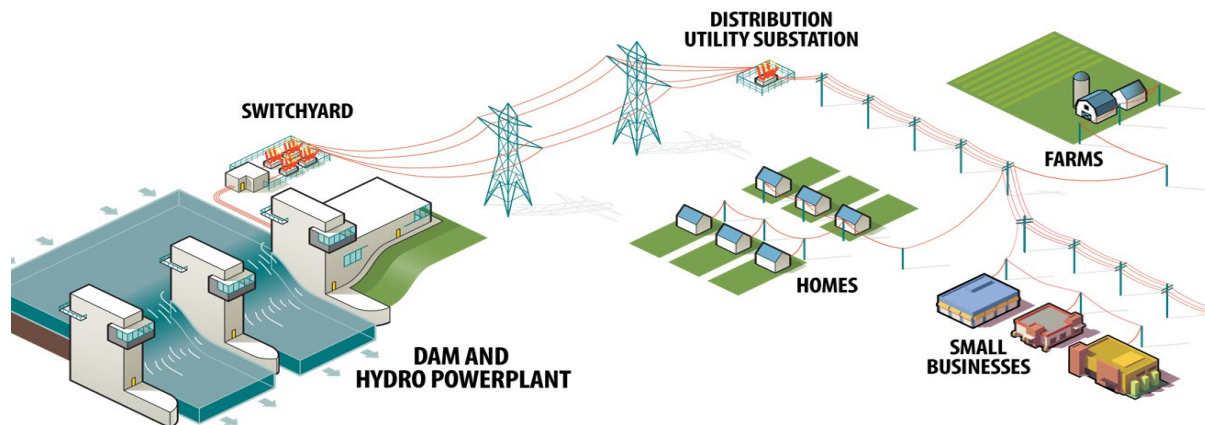 DISTRIBUTION
UTILITY SUBSTATION
SWITCHYARD
FARMS
HOMES
SMALL
BUSINESSES
DAM AND
HYDRO POWERPLANT